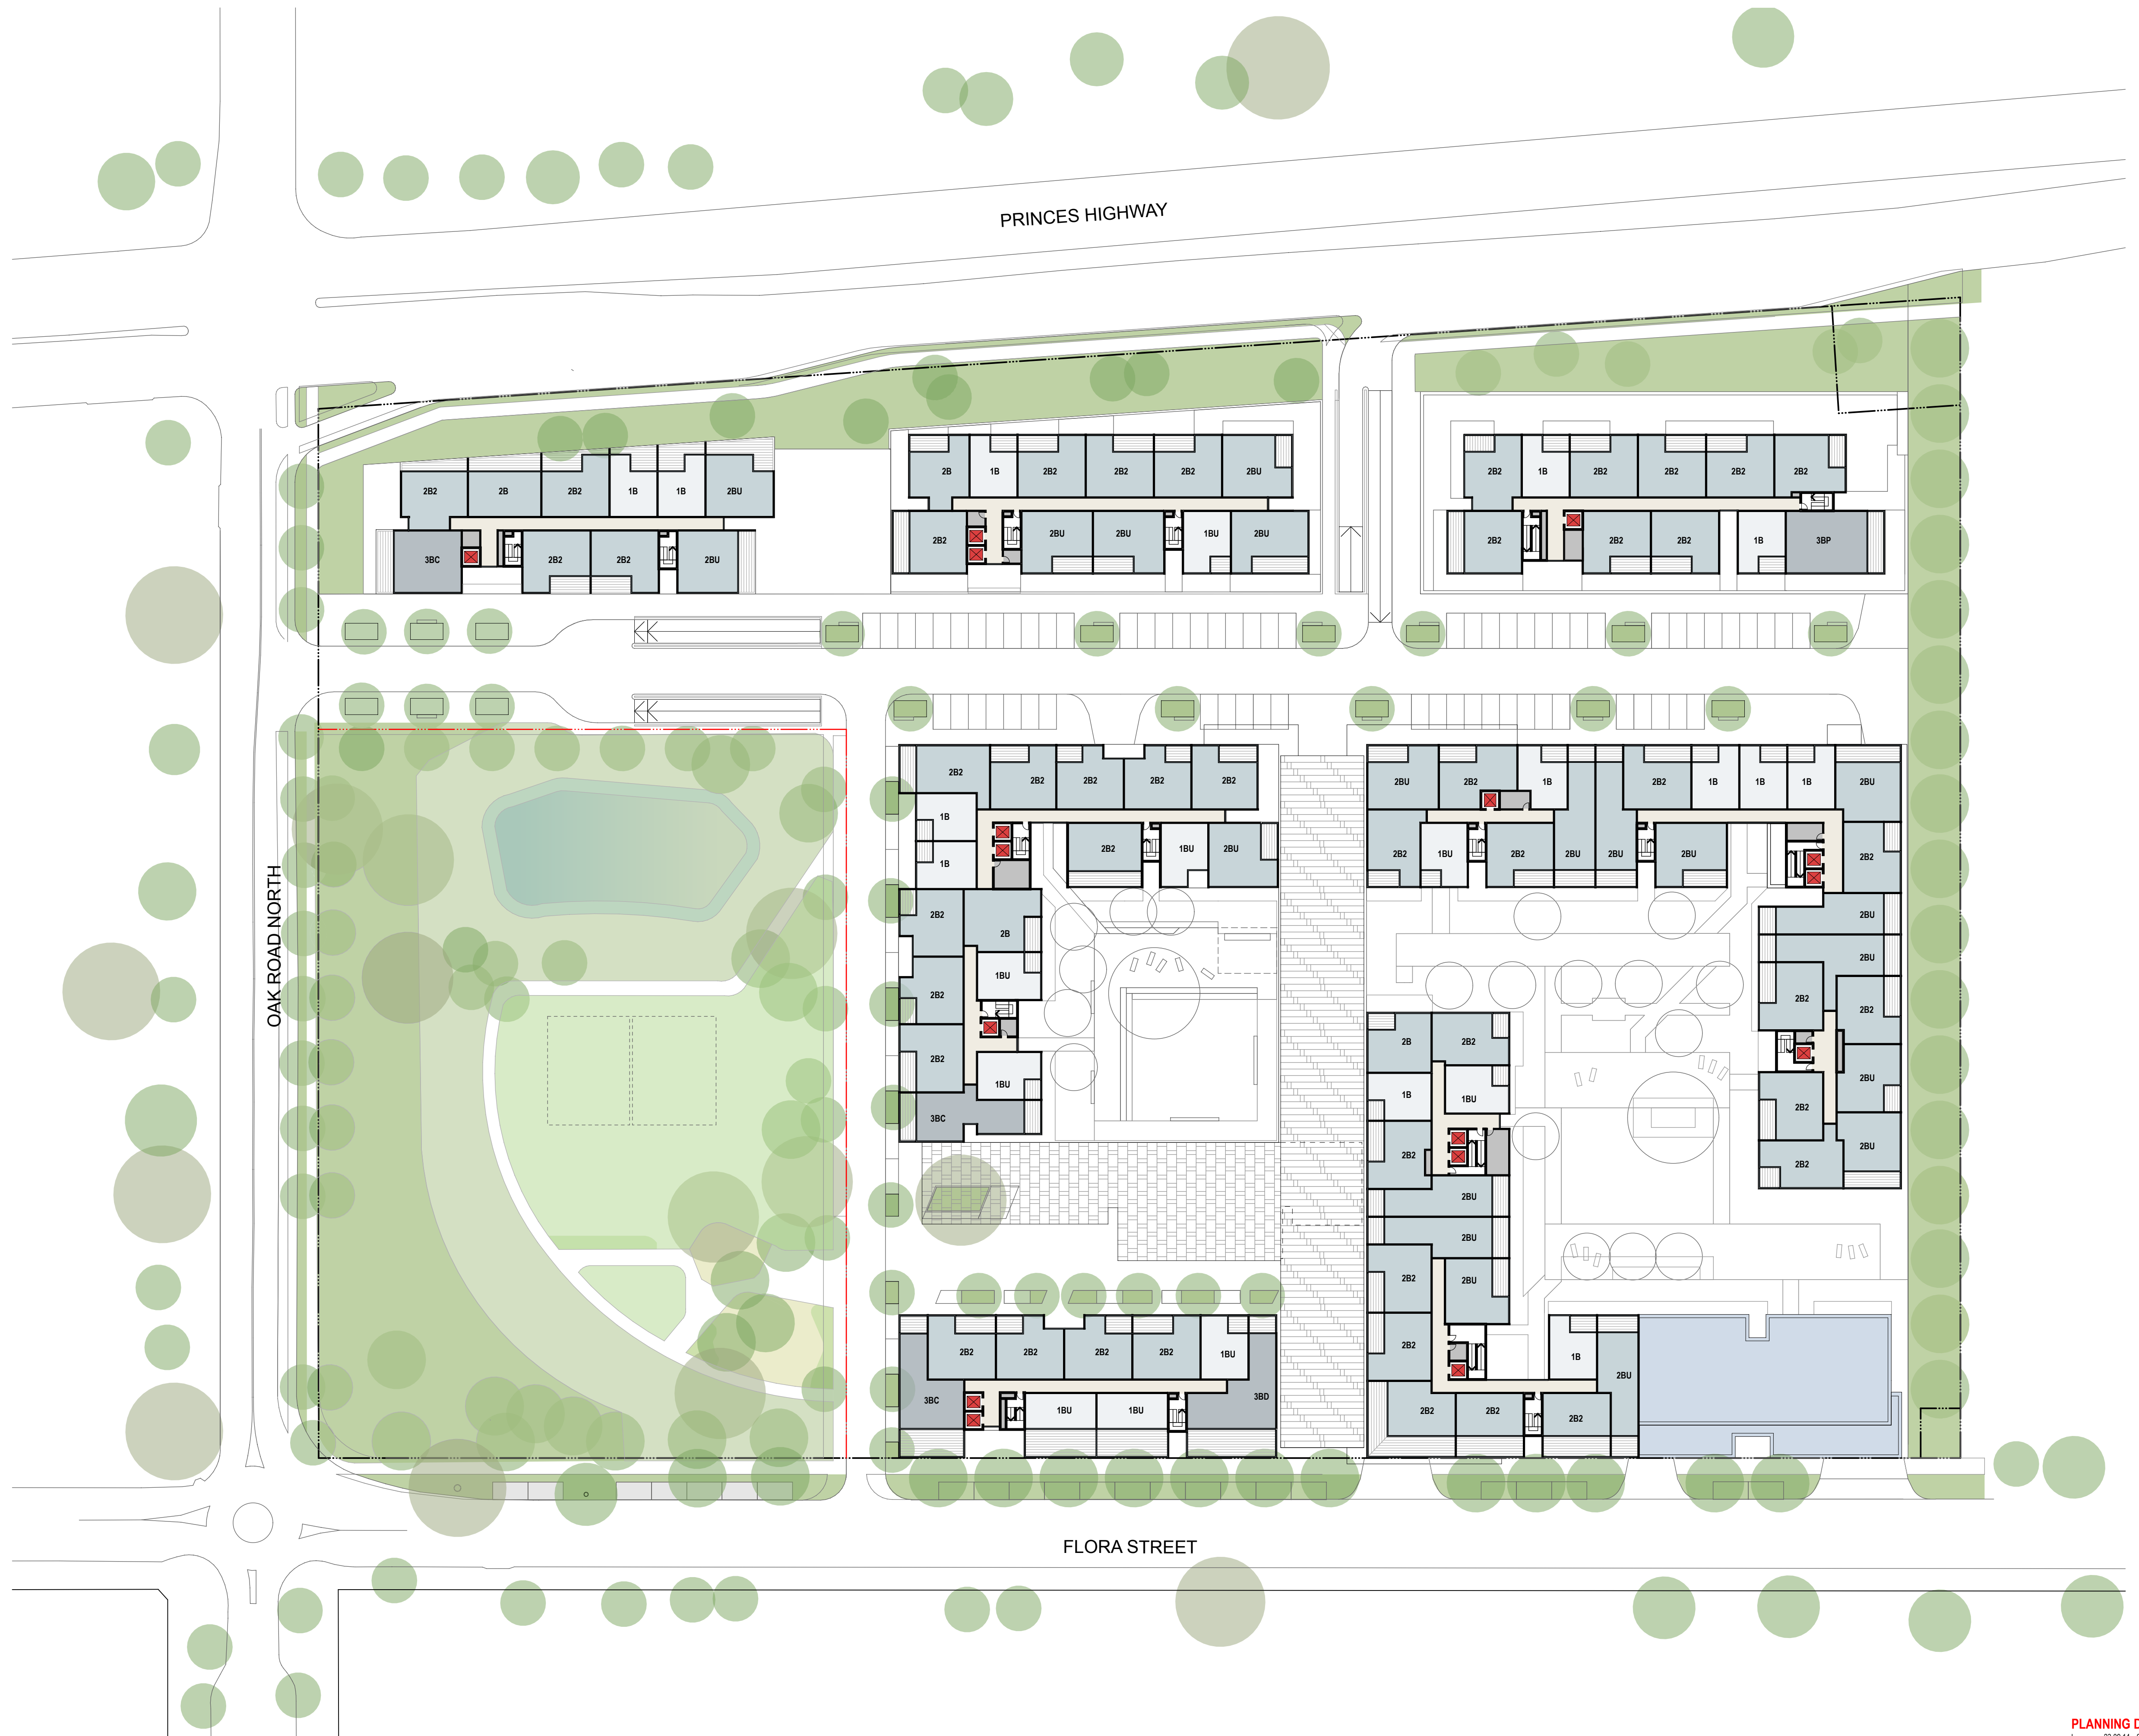 PRINCES HIGHWAY
2B 1B 2B2 2B2 2B2 2BU
2B2 1B 2B2 2B2 2B2 2B2
2B2 2B 2B2 1B 1B 2BU
2B2 2BU 2BU 1BU 2BU
2B2 2B2 2B2 1B 3BP
3BC 2B2 2B2 2BU
2B2 2B2 2B2 2B2 2B2
2BU 2B2 1B 2B2 1B 1B 1B 2BU
1B
2B2 1BU 2BU
2B2 1BU 2B2 2BU 2BU 2BU
2B2
1B
OAK ROAD NORTH
2B2
2B
2BU
2BU
1BU
2B2
2B2
2B2
2B 2B2
2B2
1BU
2BU
1B 1BU
2B2
3BC
2B2
2BU
2B2
2BU
2BU
2B2
2BU
2B2 2B2 2B2 2B2 1BU
2B2
1B
2BU
3BC 1BU 1BU 3BD
2B2 2B2 2B2
FLORA STREET
PLANNING D